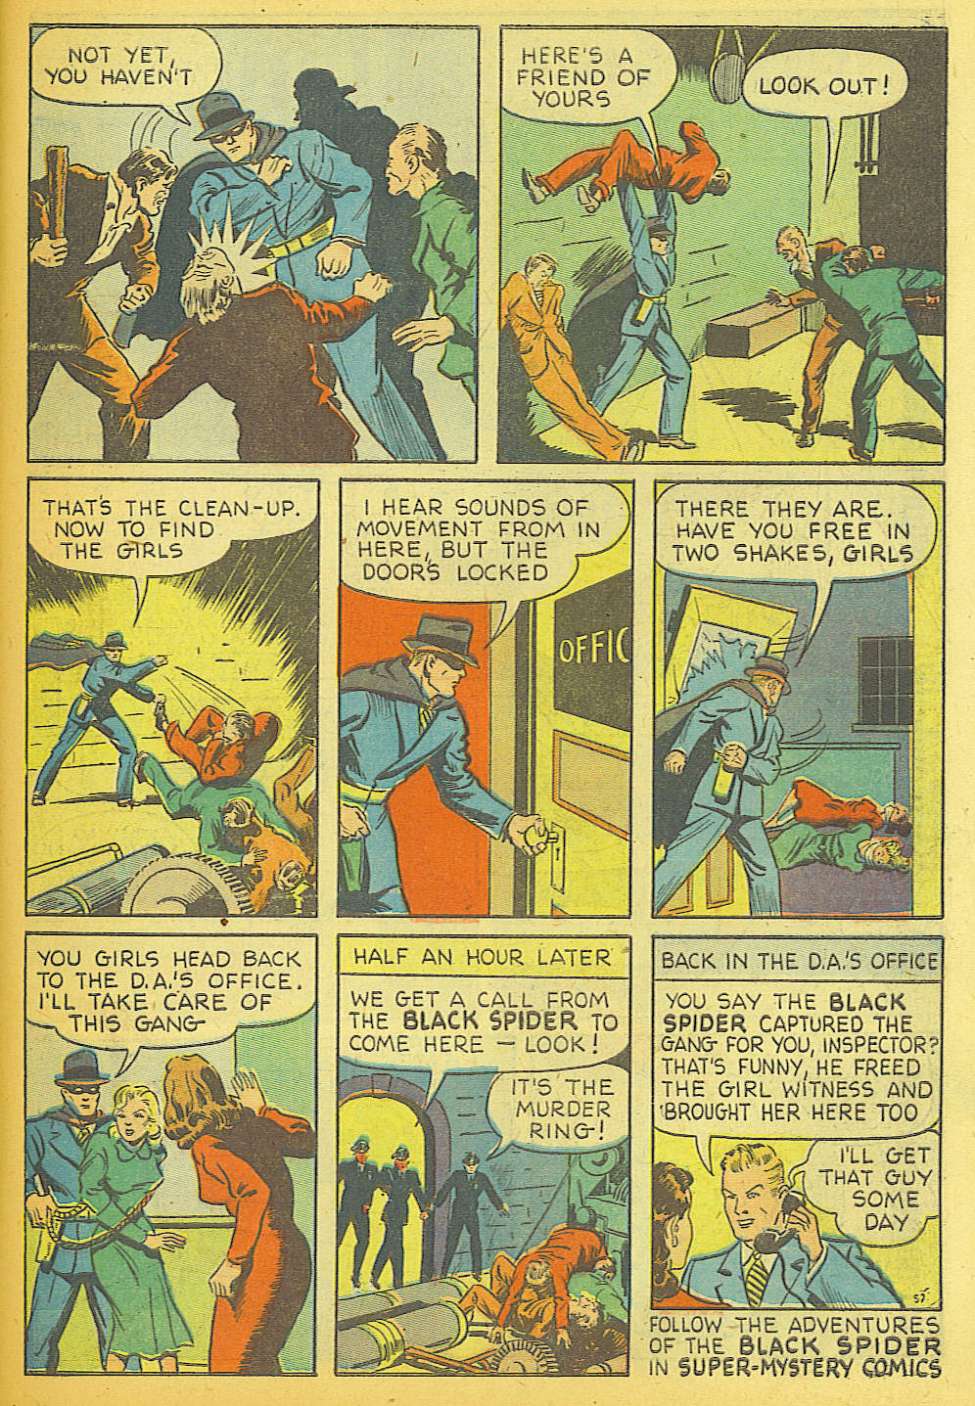 NOT YET,
YOU HAVEN'T
HERE'S A
FRIEND OF
YOURS
LOOK OUT!
THAT'S THE CLEAN-UP.
NOW TO FIND
THE GIRLS
I HEAR SOUNDS OF
MOVEMENT FROM IN
HERE, BUT THE
DOOR'S LOCKED
OFFIC
THERE THEY ARE.
HAVE YOU FREE IN
TWO SHAKES, GIRLS
YOU GIRLS HEAD BACK
TO THE D.A.'S OFFICE.
I'LL TAKE CARE OF
THIS GANG
HALF AN HOUR LATER
WE GET A CALL FROM
THE BLACK SPIDER TO
COME HERE — LOOK!
IT'S THE
MURDER
RING!
BACK IN THE D.A.'S OFFICE
YOU SAY THE BLACK
SPIDER CAPTURED THE
GANG FOR YOU, INSPECTOR?
THAT'S FUNNY, HE FREED
THE GIRL WITNESS AND
BROUGHT HER HERE TOO
I'LL GET
THAT GUY
SOME
DAY
57
FOLLOW THE ADVENTURES
OF THE BLACK SPIDER
IN SUPER-MYSTERY COMICS